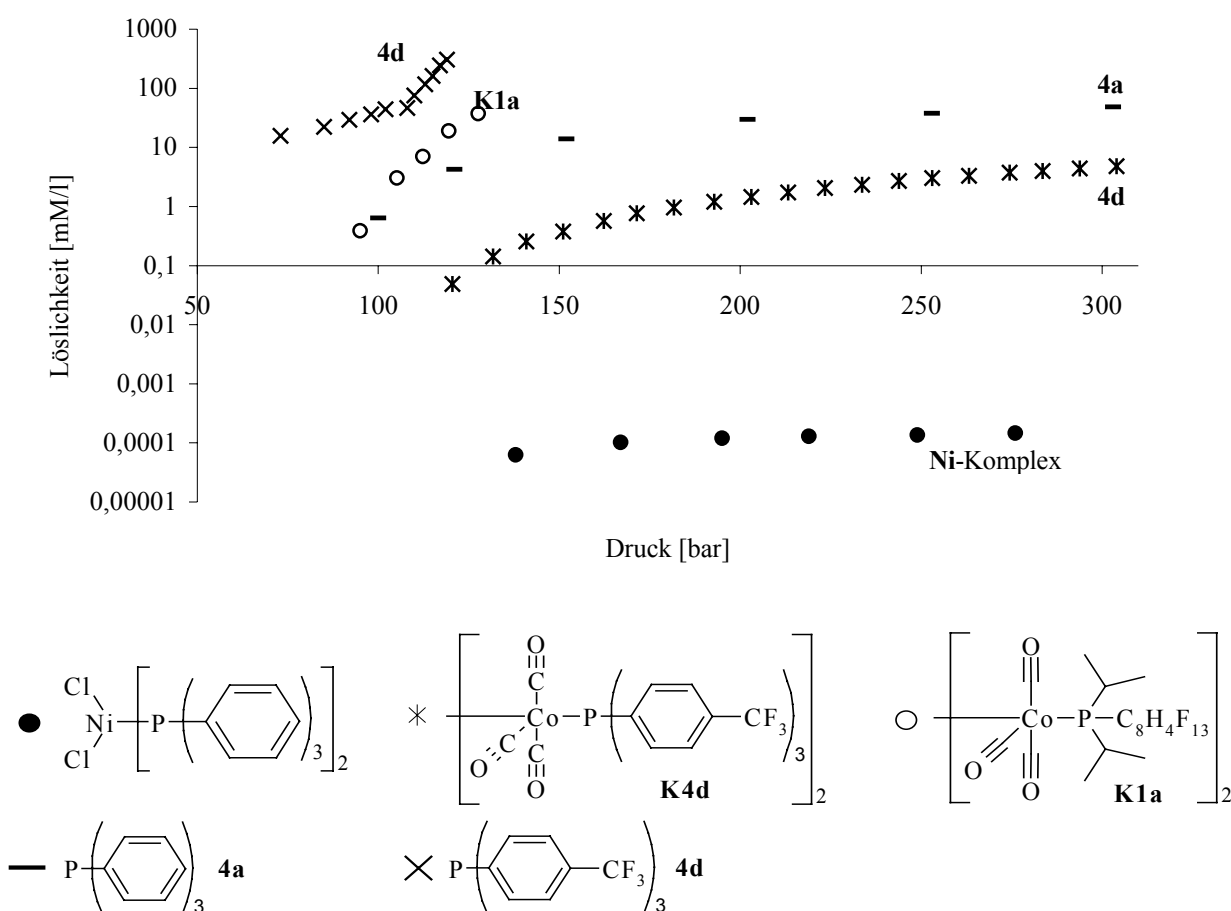 1000
100
10
1
0,1
0,01
0,001
0,0001
0,00001
Löslichkeit [mM/l]
4d
K1a
4a
4d
50 100 150 200 250 300
Ni-Komplex
Druck [bar]
Cl
Ni P 3 2
Cl
O
C
Co P CF3 3 2
C
O
C
O
K4d
O
Co P C8H4F13 2
O
O
K1a
P 3 4a
P CF3 3 4d